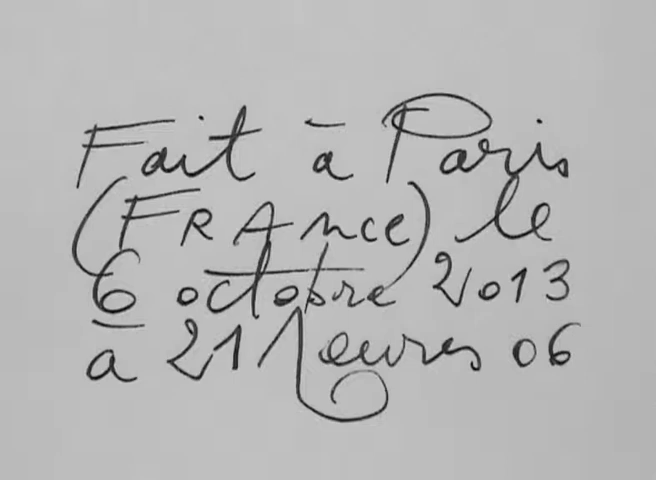 Fait à Paris
(FRANCE) le
6 octobre 2013
à 21 heures 06